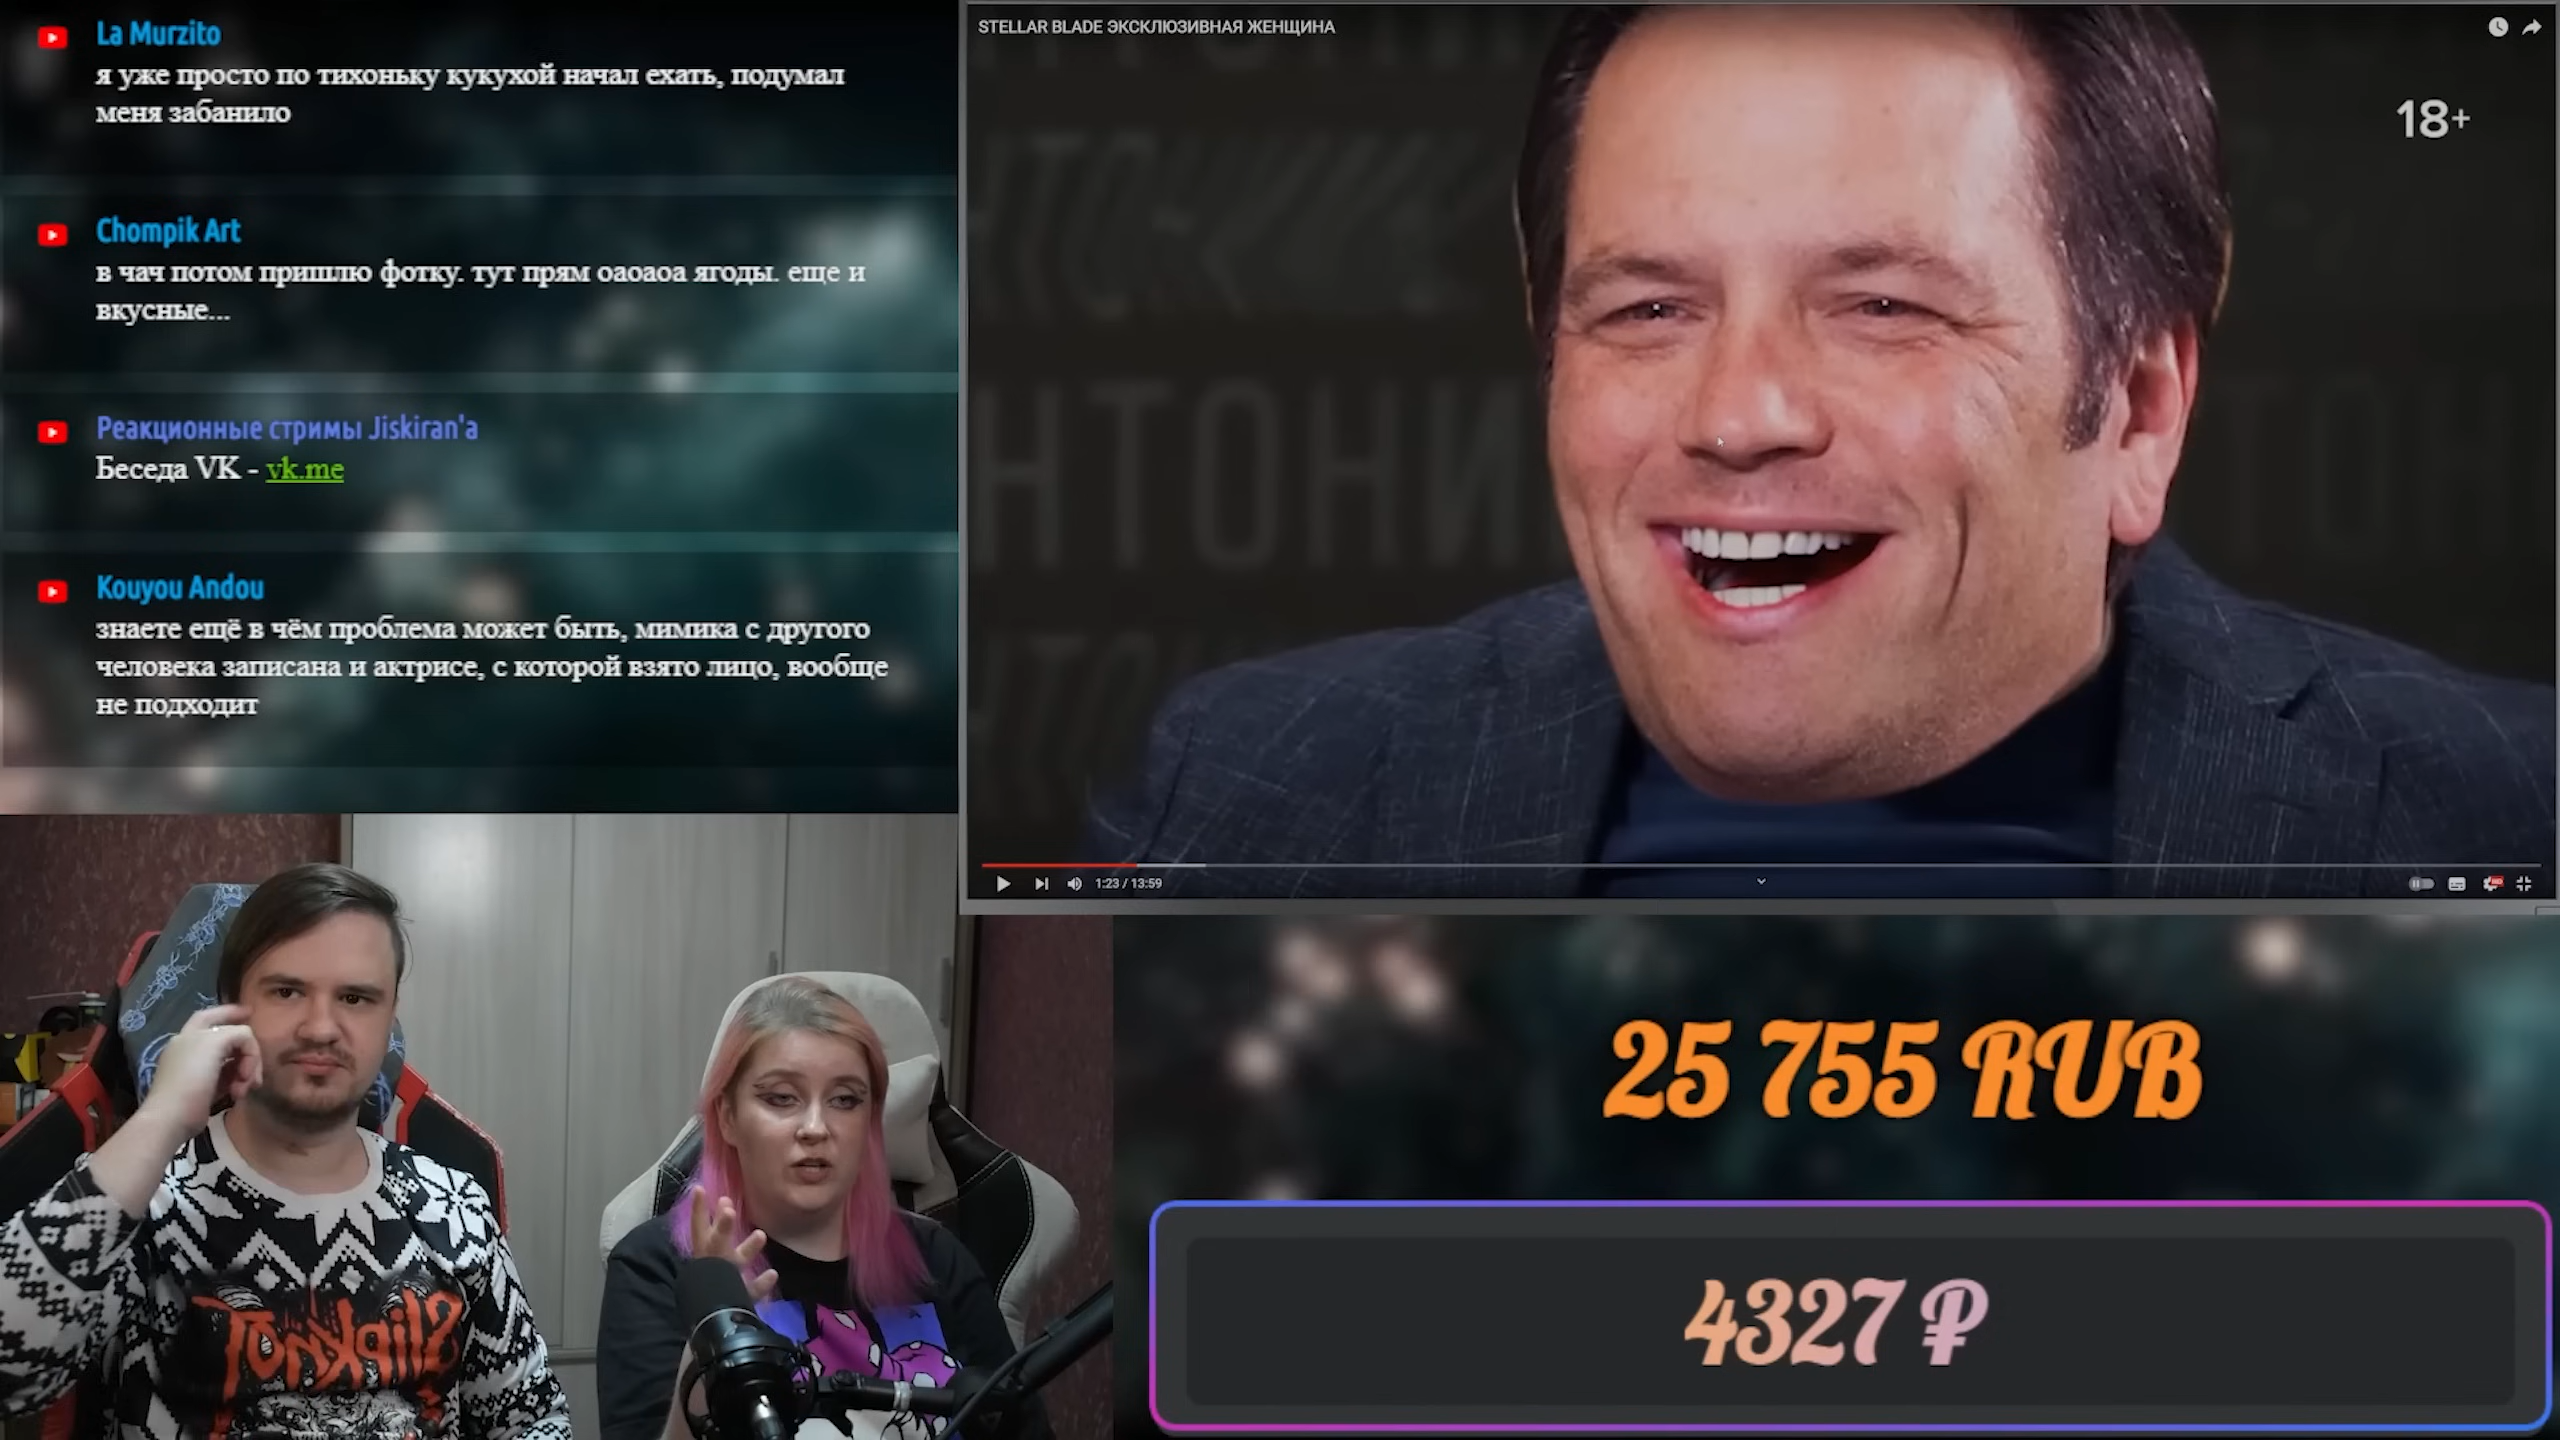 La Murzito
я уже просто по тихоньку кукухой начал ехать, подумал
меня забанило
Chompik Art
в чач потом пришлю фотку. тут прям оаоаоа ягоды. еще и
вкусные...
Реакционные стримы Jiskiran'a
Беседа VK - vk.me
Kouyou Andou
знаете ещё в чём проблема может быть, мимика с другого
человека записана и актрисе, с которой взято лицо, вообще
не подходит
STELLAR BLADE ЭКСКЛЮЗИВНАЯ ЖЕНЩИНА
18+
НТОНИ
ТОН
1:23 / 13:59
25 755 RUB
4327 ₽